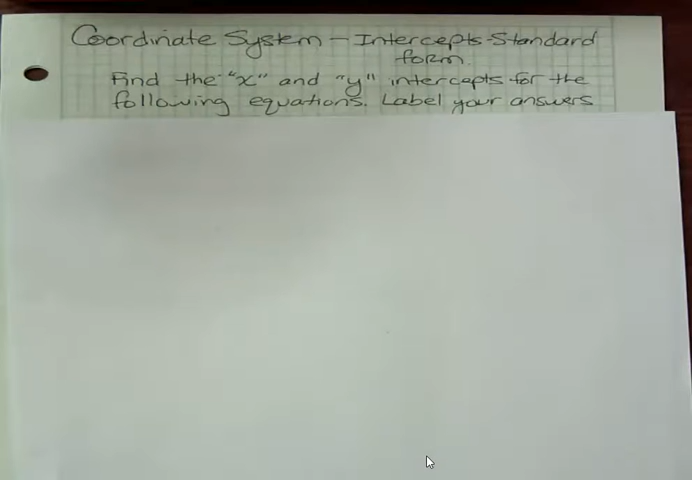 Coordinate System - Intercepts-Standard
form.
Find the "x" and "y" intercepts for the
following equations. Label your answers